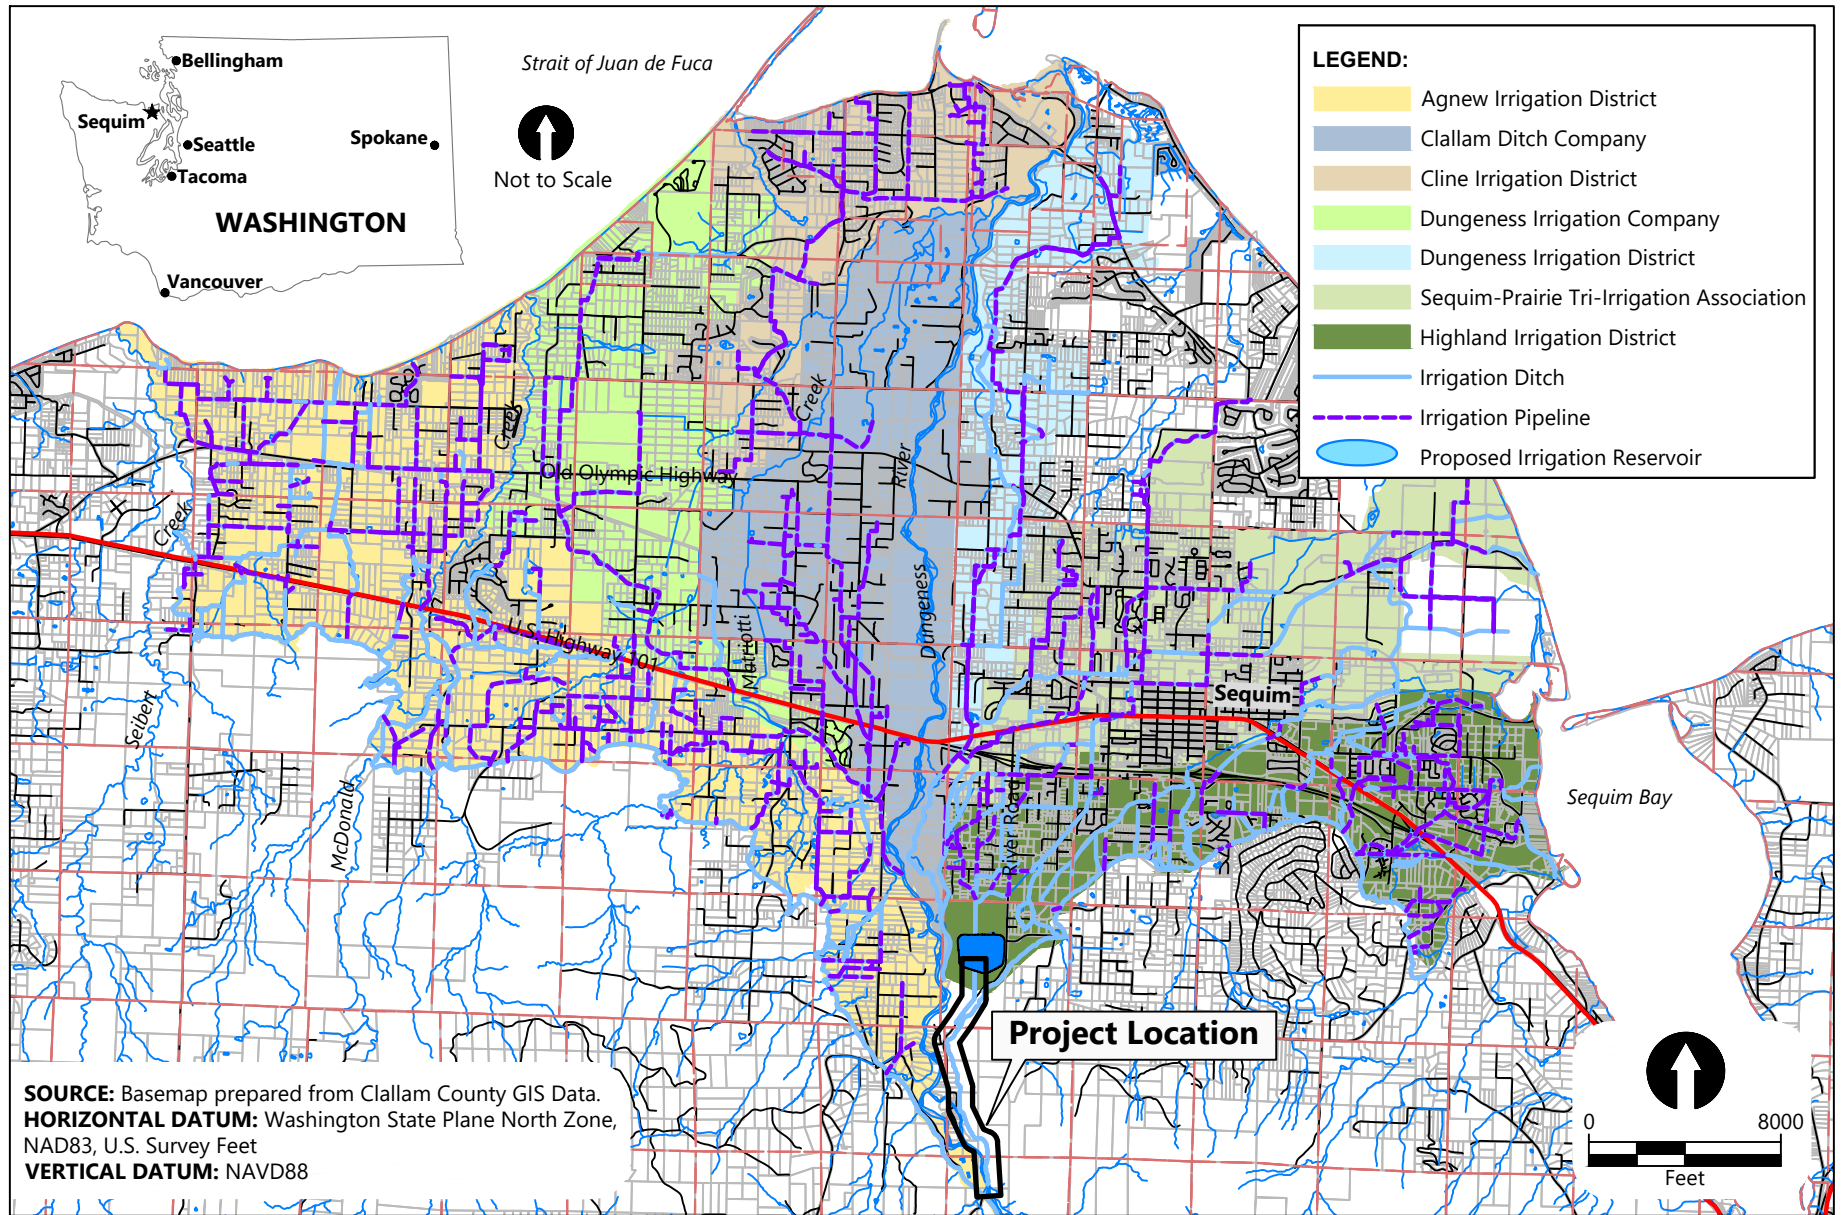 Bellingham
Sequim
Seattle
Tacoma
Spokane
WASHINGTON
Vancouver
Strait of Juan de Fuca
Not to Scale
LEGEND:
Agnew Irrigation District
Clallam Ditch Company
Cline Irrigation District
Dungeness Irrigation Company
Dungeness Irrigation District
Sequim-Prairie Tri-Irrigation Association
Highland Irrigation District
Irrigation Ditch
Irrigation Pipeline
Proposed Irrigation Reservoir
Creek
Creek
Old Olympic Highway
River
Creek
Dungeness
U.S. Highway 101
Matriotti
Sequim
Seibert
McDonald
River Road
Sequim Bay
Project Location
SOURCE: Basemap prepared from Clallam County GIS Data.
HORIZONTAL DATUM: Washington State Plane North Zone,
NAD83, U.S. Survey Feet
VERTICAL DATUM: NAVD88
0 8000
Feet